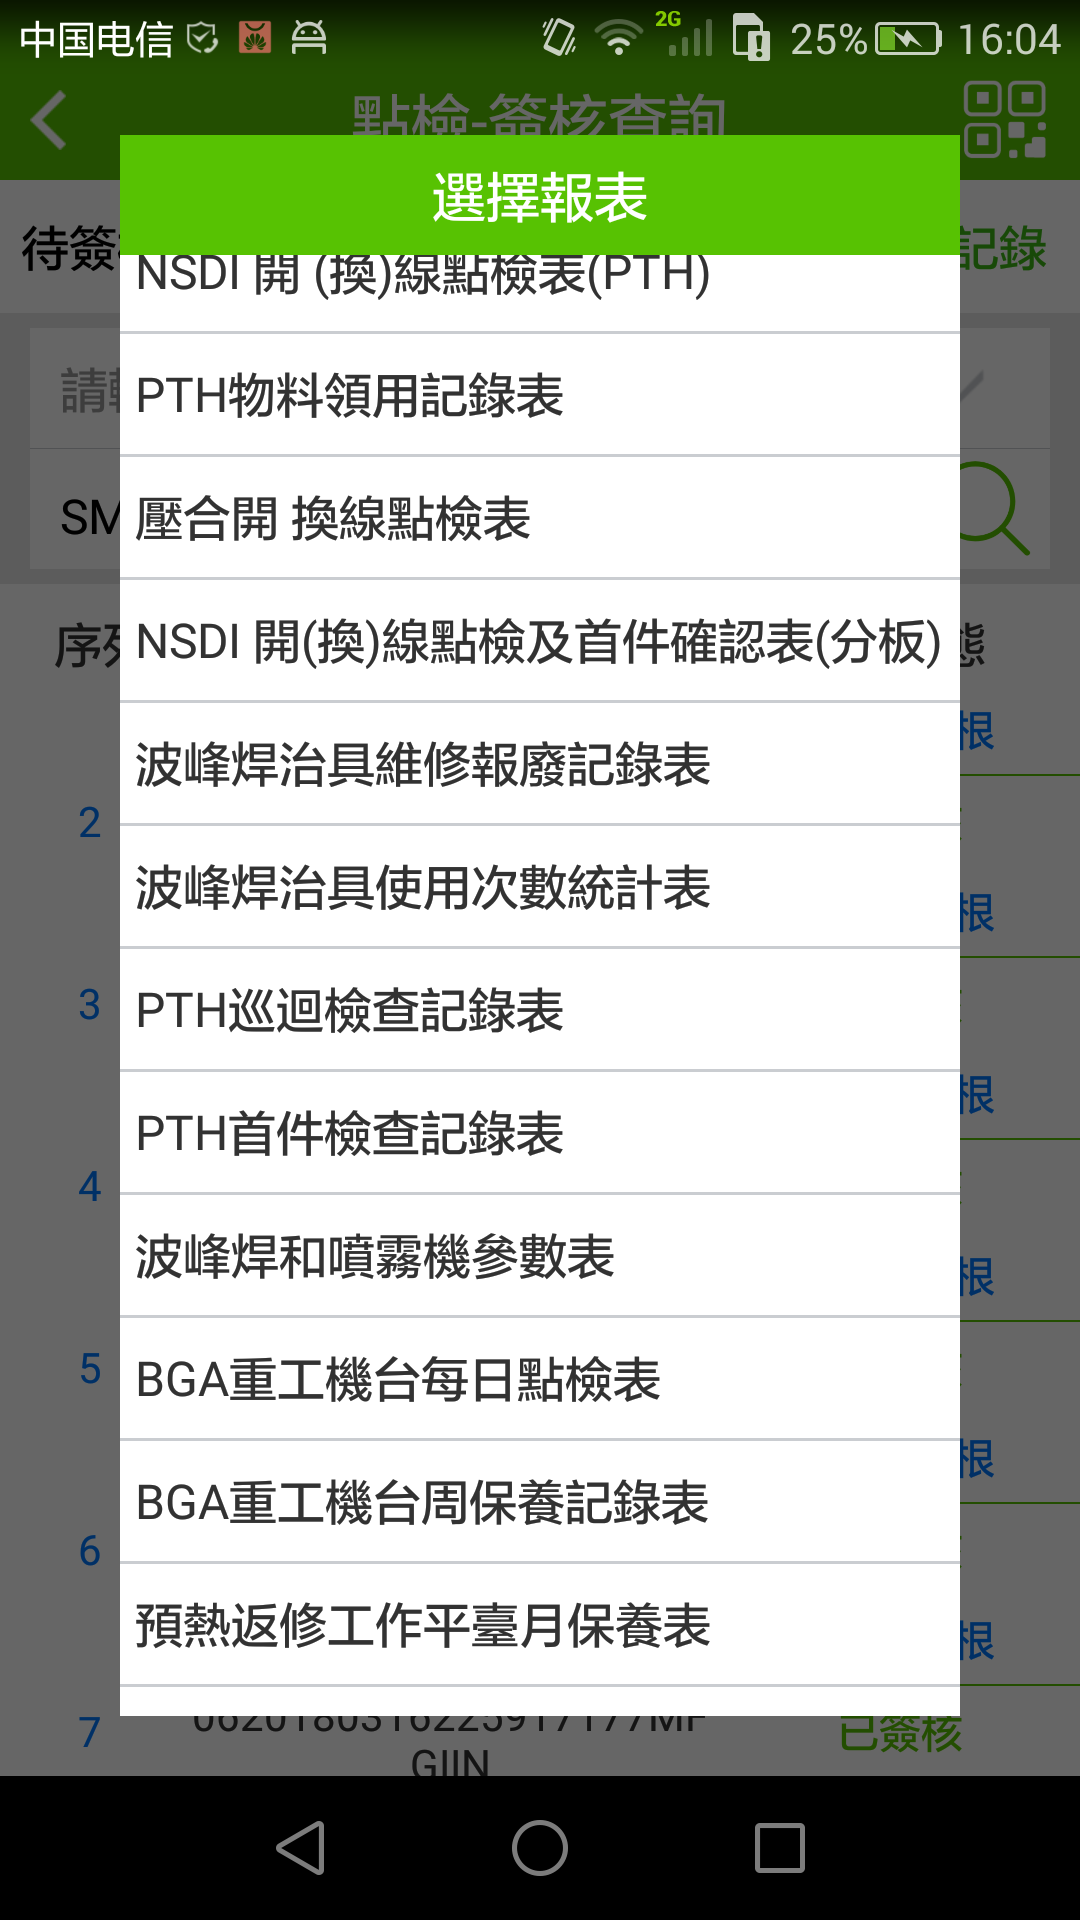 中国电信 2G 25% 16:04
點檢-簽核查詢
選擇報表
待簽 記錄
NSDI 開 (換)線點檢表(PTH)
請
PTH物料領用記錄表
SM
壓合開 換線點檢表
序列 態
NSDI 開(換)線點檢及首件確認表(分板)
根
波峰焊治具維修報廢記錄表
2
波峰焊治具使用次數統計表
根
3
PTH巡迴檢查記錄表
根
PTH首件檢查記錄表
4
波峰焊和噴霧機參數表
根
5
BGA重工機台每日點檢表
根
BGA重工機台周保養記錄表
6
預熱返修工作平臺月保養表
根
7 0620180316225917177MF 已簽核
GIIN